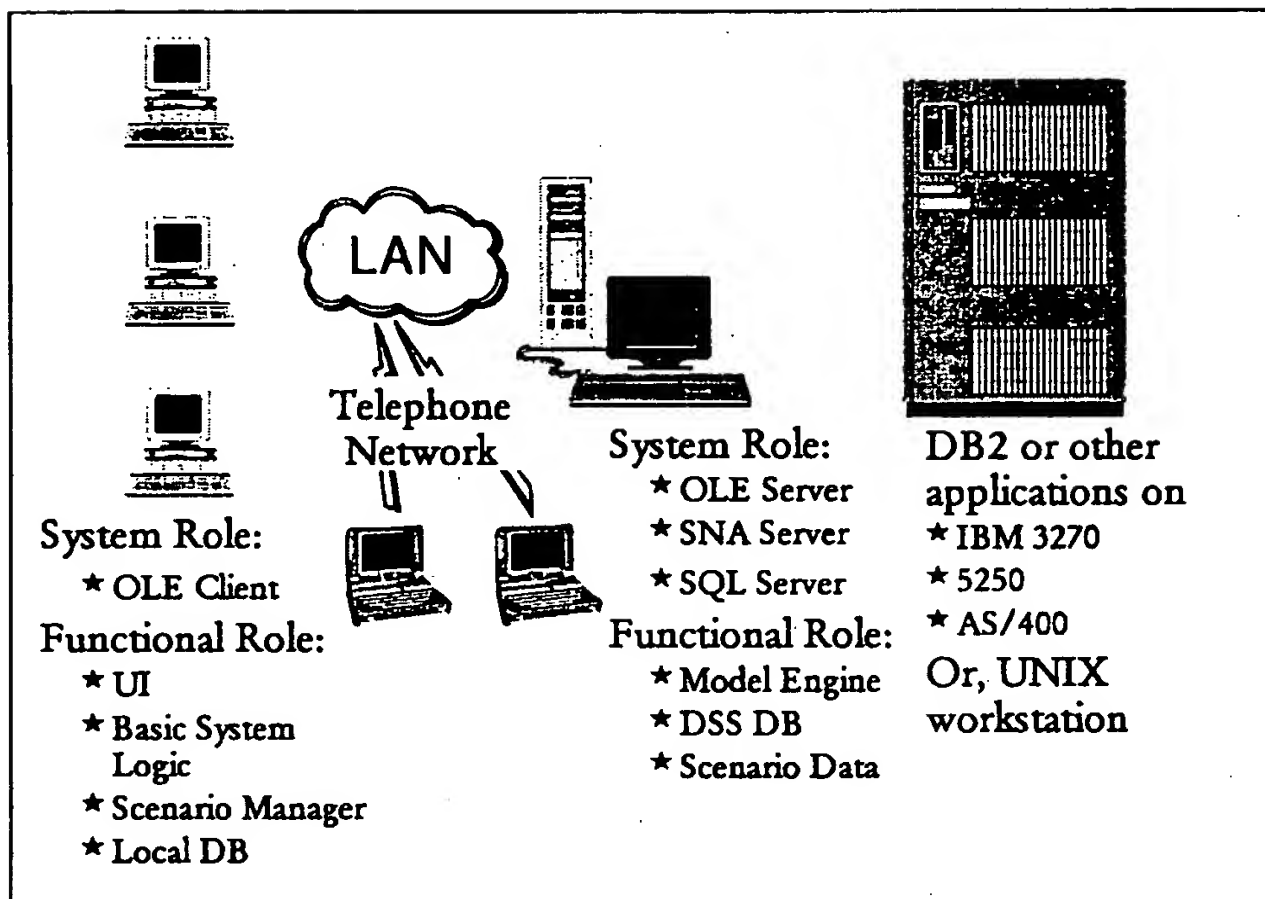 LAN
Telephone
Network
System Role:
★ OLE Client
Functional Role:
★ UI
★ Basic System
Logic
★ Scenario Manager
★ Local DB
System Role:
★ OLE Server
★ SNA Server
★ SQL Server
Functional Role:
★ Model Engine
★ DSS DB
★ Scenario Data
DB2 or other
applications on
★ IBM 3270
★ 5250
★ AS/400
Or, UNIX
workstation